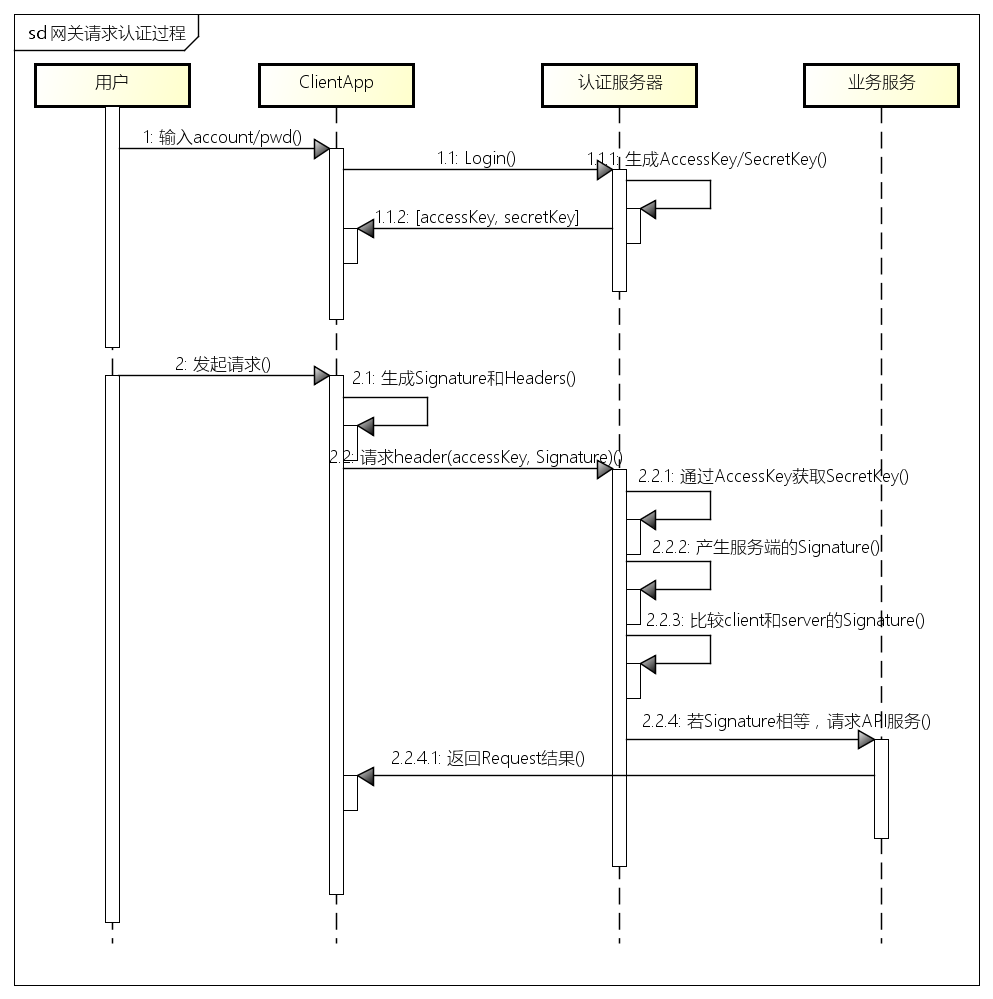 sd 网关请求认证过程
用户
ClientApp
认证服务器
业务服务
1: 输入account/pwd()
1.1: Login()
1.1.1: 生成AccessKey/SecretKey()
1.1.2: [accessKey, secretKey]
2: 发起请求()
2.1: 生成Signature和Headers()
2.2: 请求header(accessKey, Signature)()
2.2.1: 通过AccessKey获取SecretKey()
2.2.2: 产生服务端的Signature()
2.2.3: 比较client和server的Signature()
2.2.4: 若Signature相等，请求API服务()
2.2.4.1: 返回Request结果()